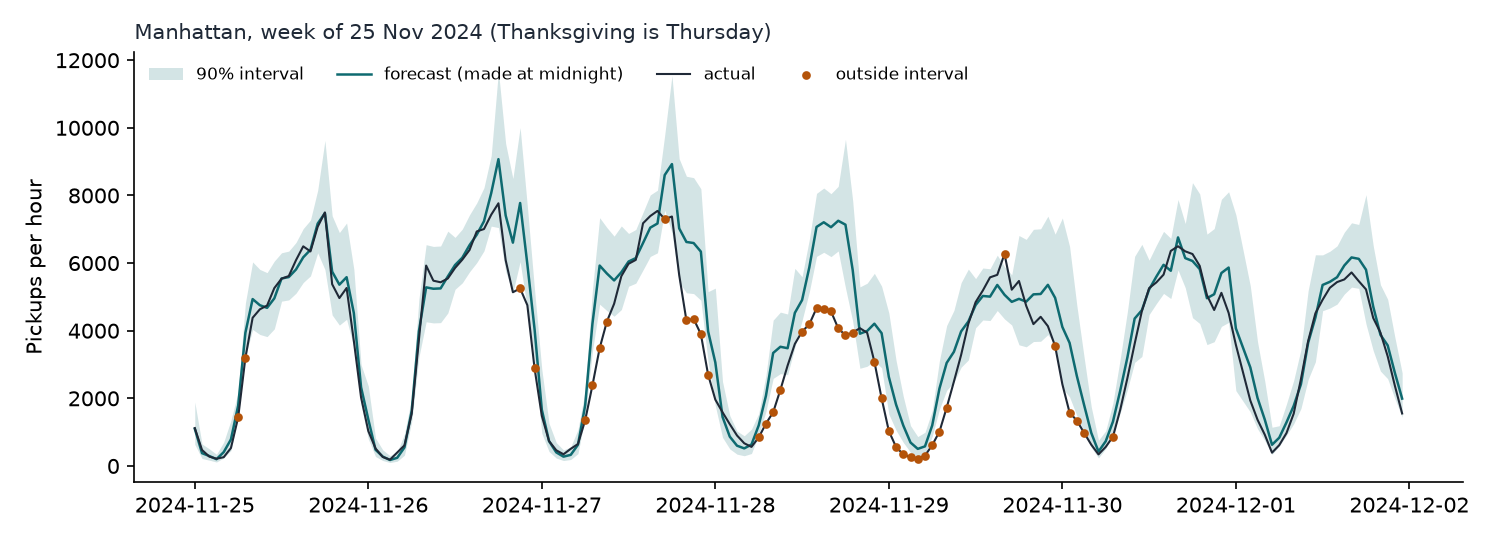 Manhattan, week of 25 Nov 2024 (Thanksgiving is Thursday)
90% interval
forecast (made at midnight)
actual
outside interval
Pickups per hour
12000
10000
8000
6000
4000
2000
0
2024-11-25
2024-11-26
2024-11-27
2024-11-28
2024-11-29
2024-11-30
2024-12-01
2024-12-02